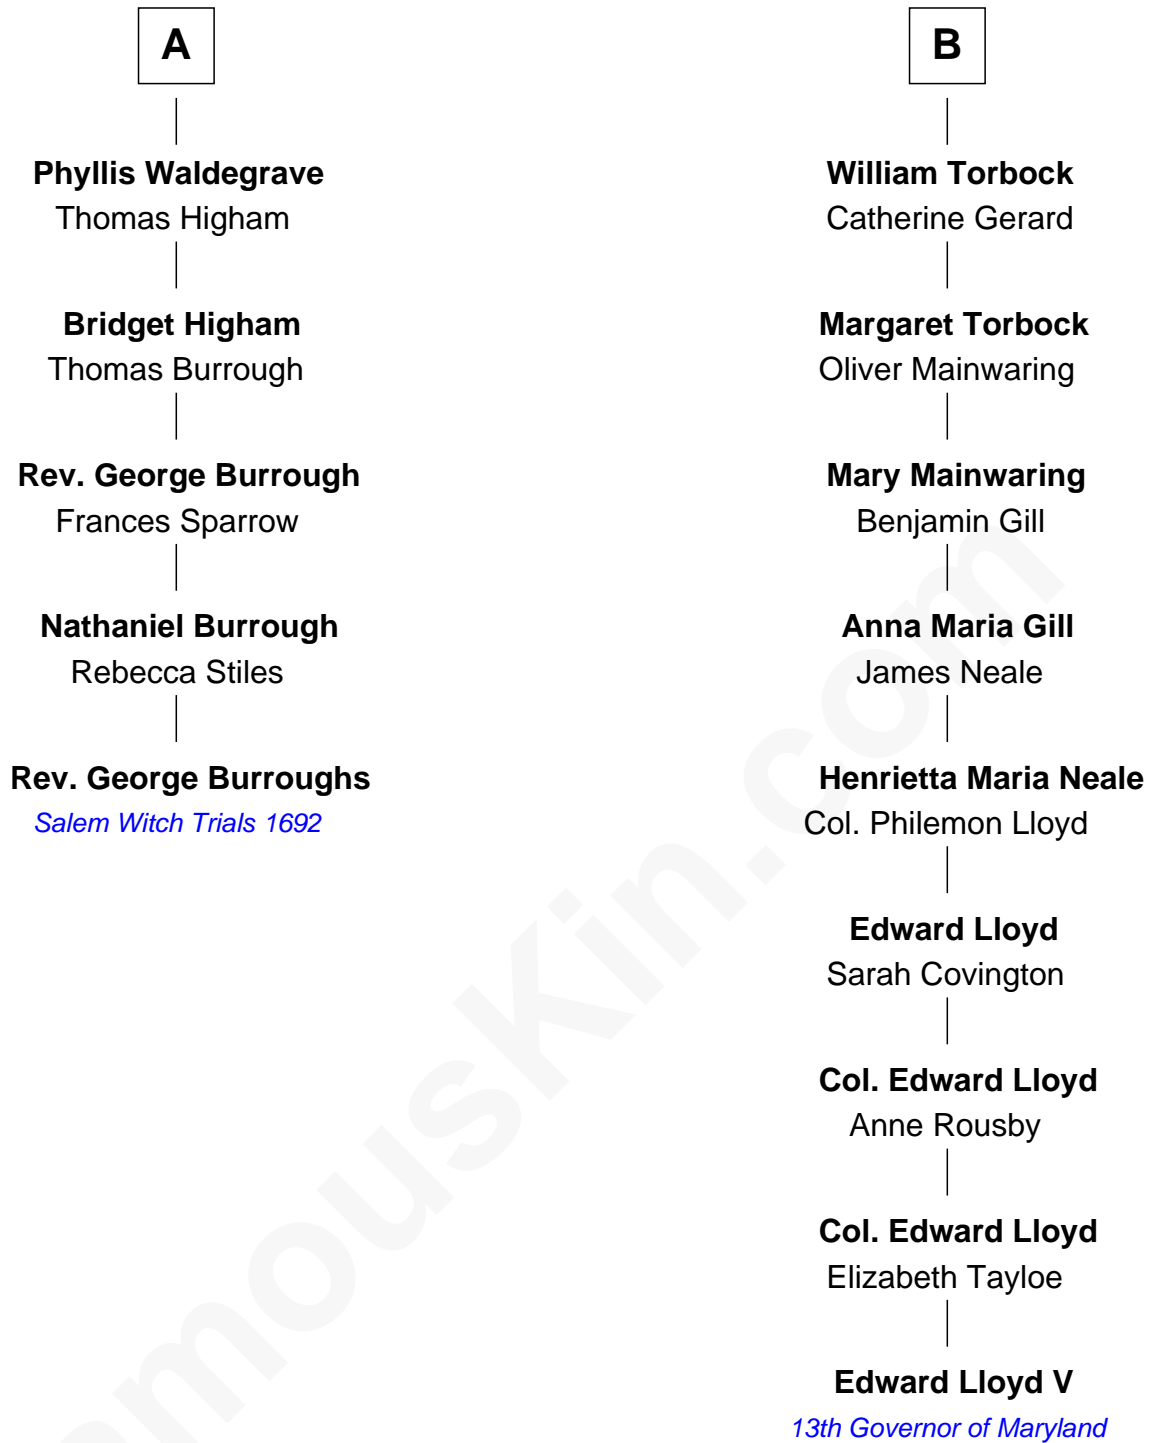 A
Phyllis Waldegrave
Thomas Higham
Bridget Higham
Thomas Burrough
Rev. George Burrough
Frances Sparrow
Nathaniel Burrough
Rebecca Stiles
Rev. George Burroughs
Salem Witch Trials 1692
B
William Torbock
Catherine Gerard
Margaret Torbock
Oliver Mainwaring
Mary Mainwaring
Benjamin Gill
Anna Maria Gill
James Neale
Henrietta Maria Neale
Col. Philemon Lloyd
Edward Lloyd
Sarah Covington
Col. Edward Lloyd
Anne Rousby
Col. Edward Lloyd
Elizabeth Tayloe
Edward Lloyd V
13th Governor of Maryland
amouskin.com